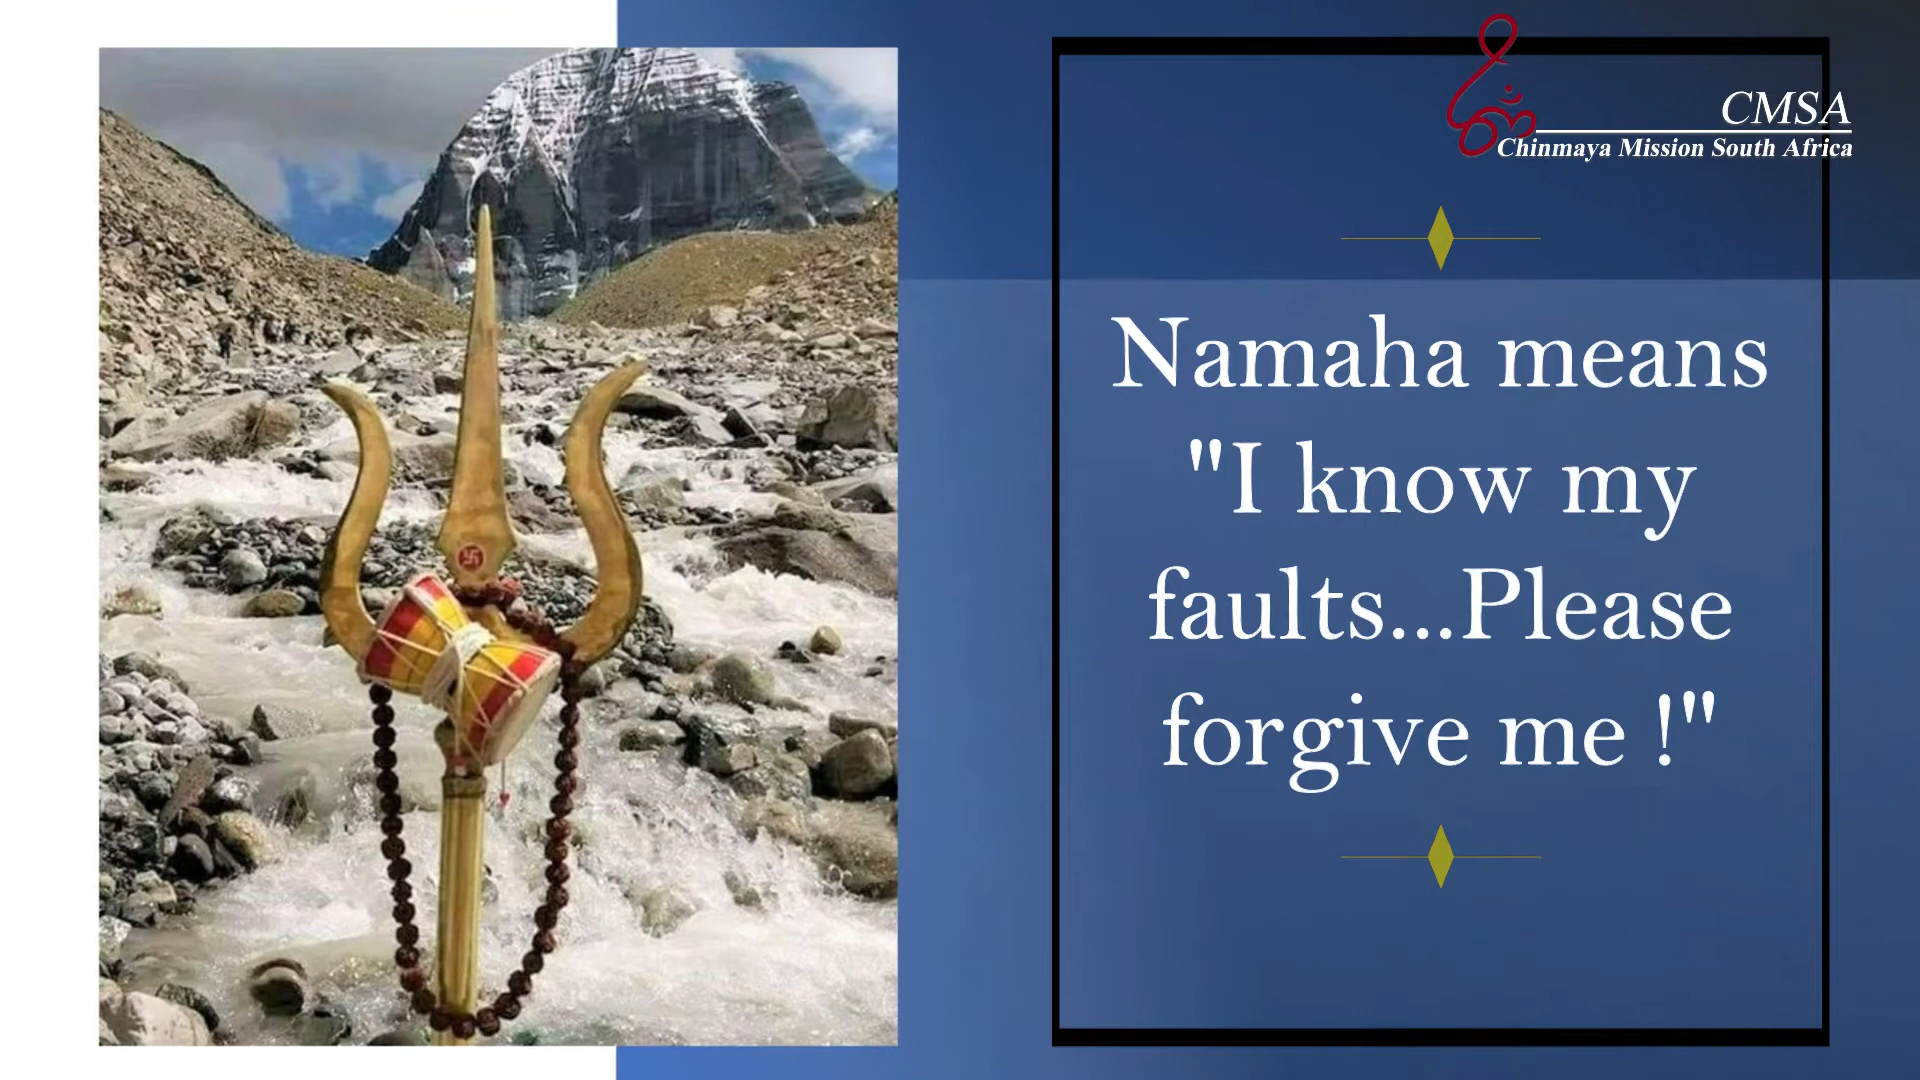 CMSA
Chinmaya Mission South Africa
Namaha means
"I know my
faults...Please
forgive me !"